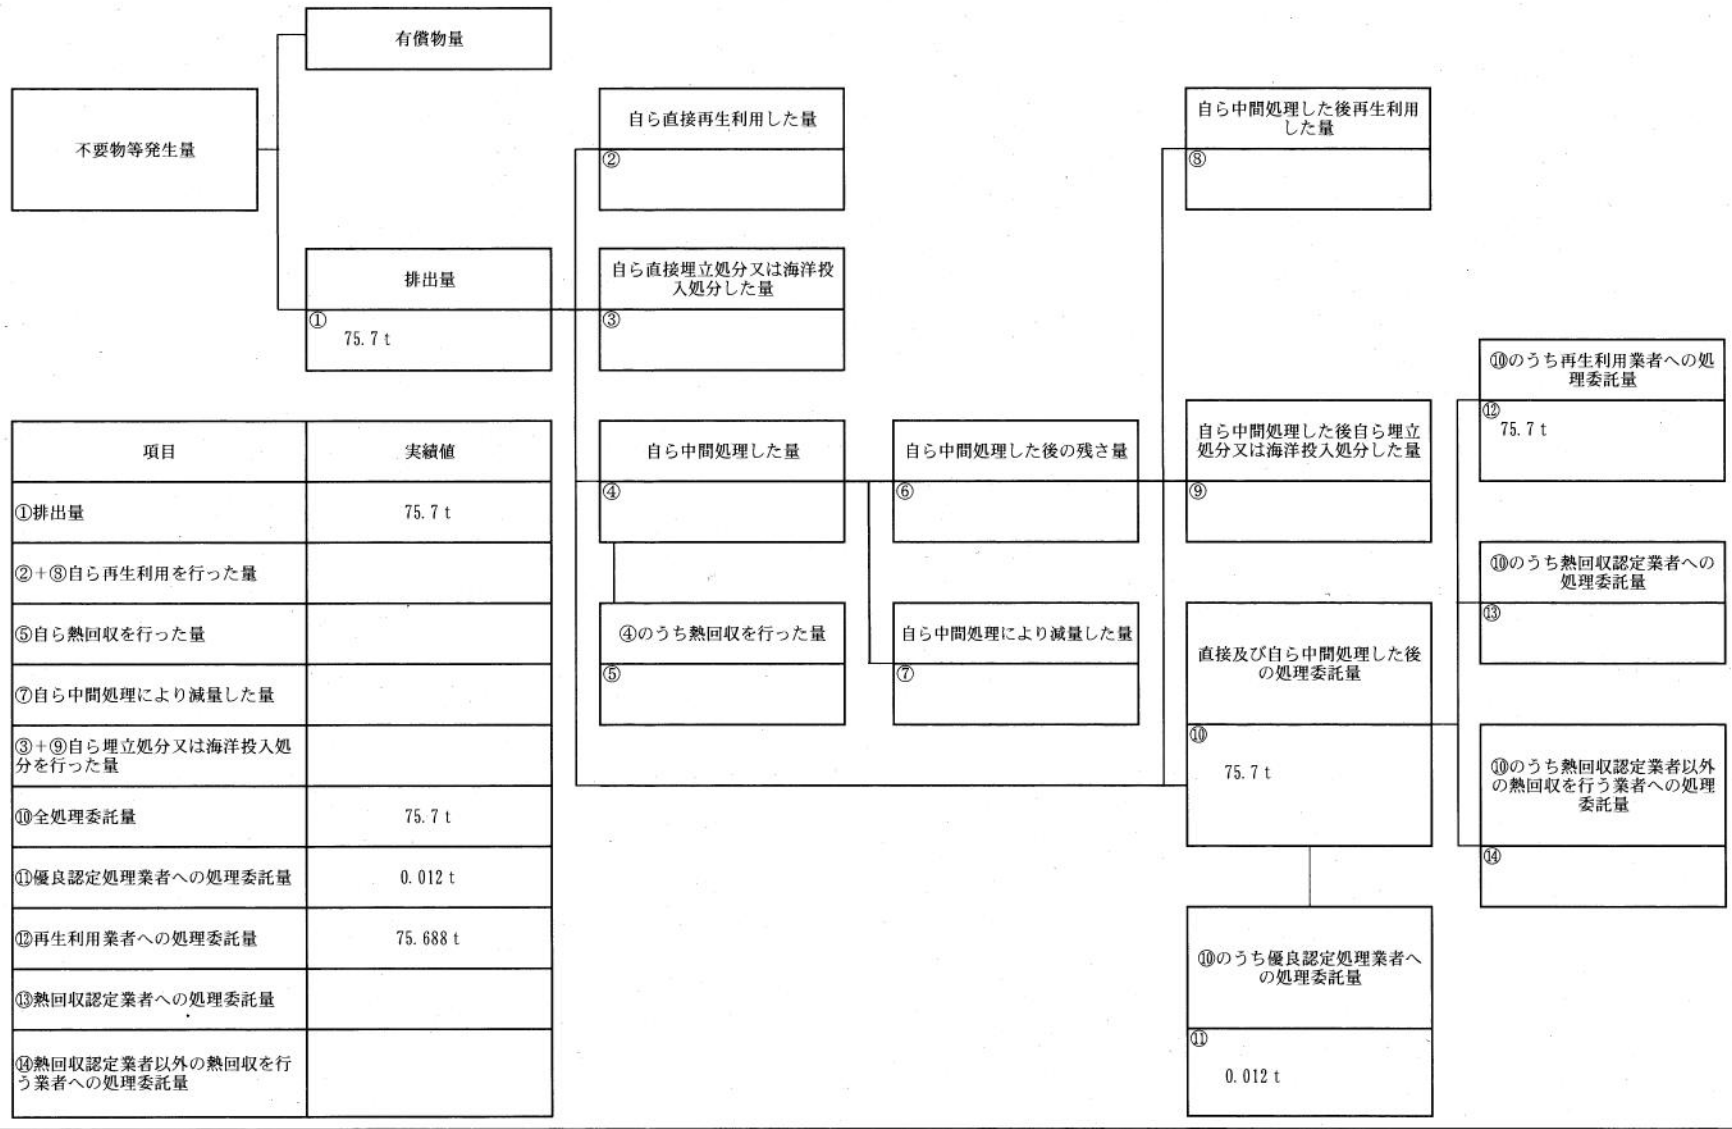 有償物量
不要物等発生量
排出量
①
75.7 t
自ら直接再生利用した量
②
自ら直接埋立処分又は海洋投
入処分した量
③
自ら中間処理した量
④
④のうち熱回収を行った量
⑤
自ら中間処理した後の残さ量
⑥
自ら中間処理により減量した量
⑦
自ら中間処理した後再生利用
した量
⑧
自ら中間処理した後自ら埋立
処分又は海洋投入処分した量
⑨
直接及び自ら中間処理した後
の処理委託量
⑩
75.7 t
⑩のうち優良認定処理業者へ
の処理委託量
⑪
0.012 t
⑩のうち再生利用業者への処
理委託量
⑫
75.7 t
⑩のうち熱回収認定業者への
処理委託量
⑬
⑩のうち熱回収認定業者以外
の熱回収を行う業者への処理
委託量
⑭
項目 実績値
①排出量 75.7 t
②+⑧自ら再生利用を行った量
⑤自ら熱回収を行った量
⑦自ら中間処理により減量した量
③+⑨自ら埋立処分又は海洋投入処
分を行った量
⑩全処理委託量 75.7 t
⑪優良認定処理業者への処理委託量 0.012 t
⑫再生利用業者への処理委託量 75.688 t
⑬熱回収認定業者への処理委託量
⑭熱回収認定業者以外の熱回収を行
う業者への処理委託量